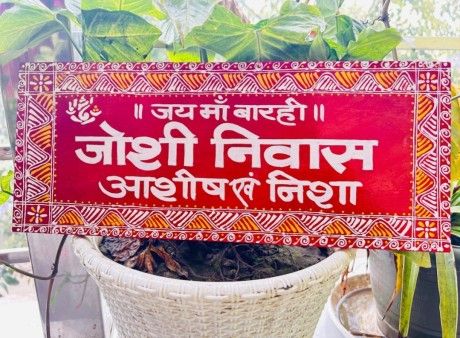 ॥ जय माँ बारही ॥
जोशी निवास
आशीष एवं निशा